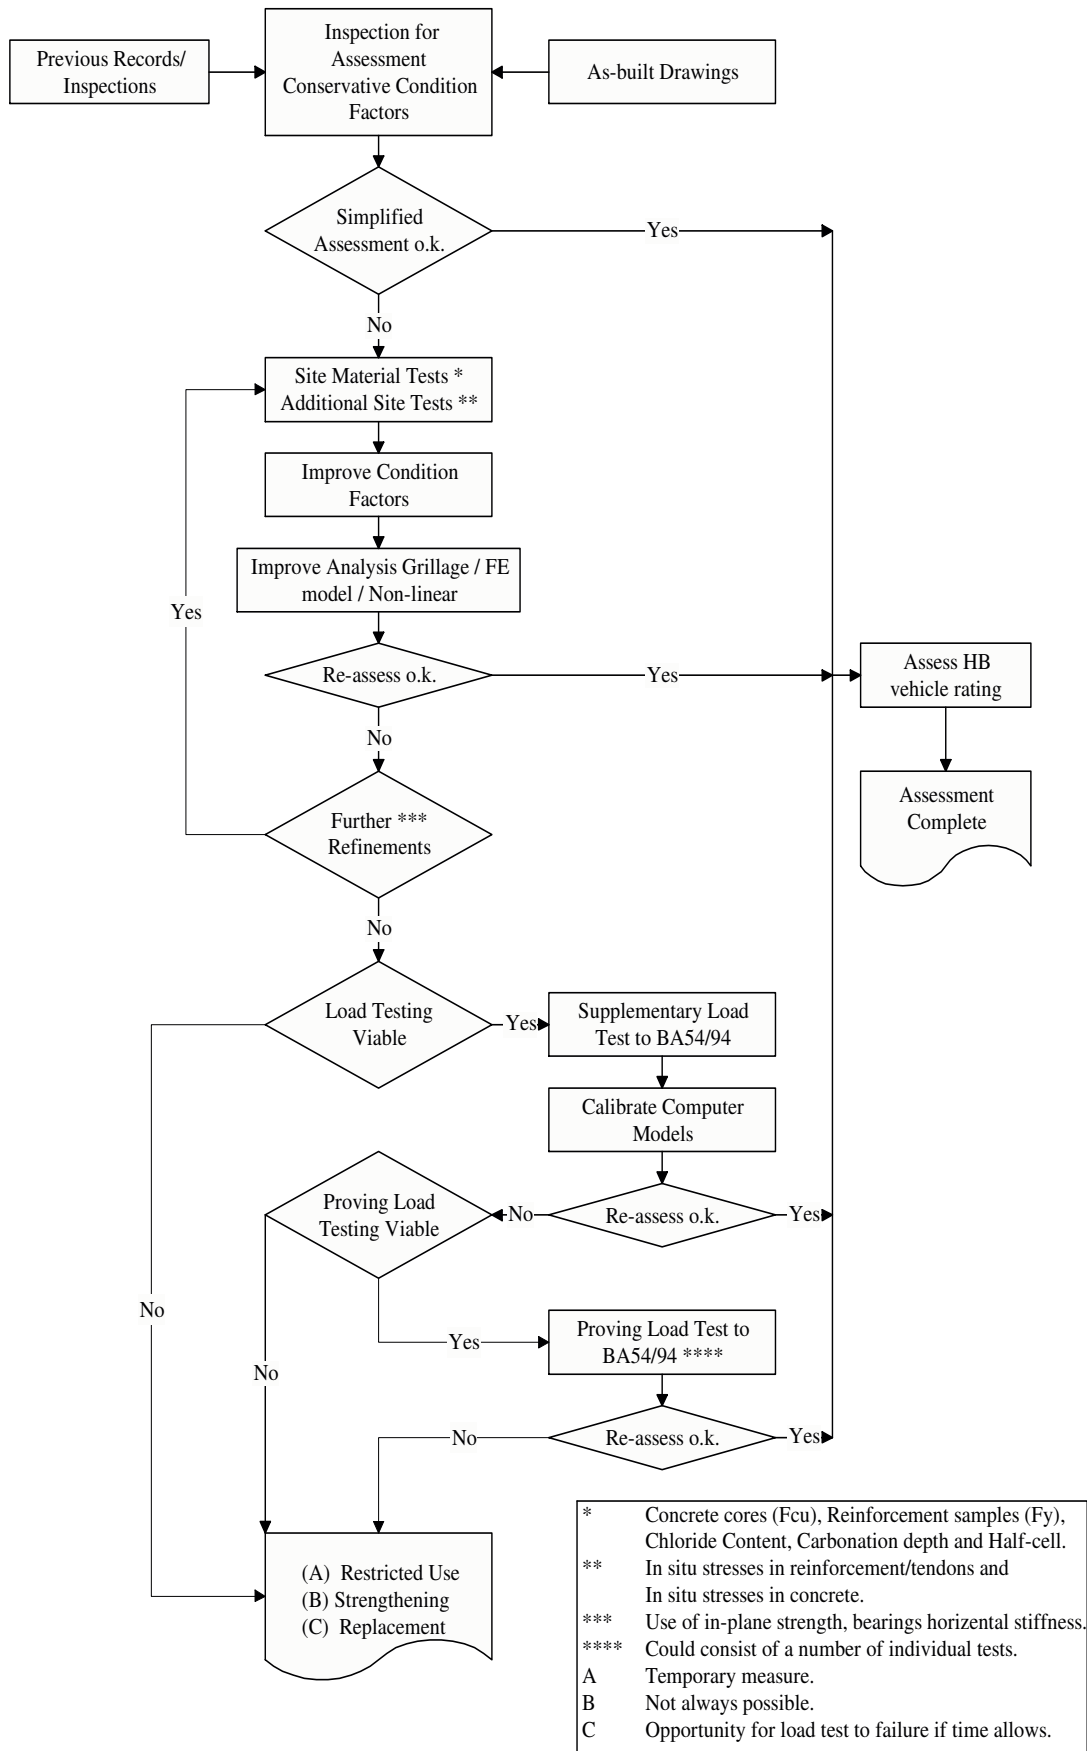 Previous Records/
Inspections
Inspection for
Assessment
Conservative Condition
Factors
As-built Drawings
Simplified
Assessment o.k.
Yes
No
Site Material Tests *
Additional Site Tests **
Improve Condition
Factors
Improve Analysis Grillage / FE
model / Non-linear
Yes
Re-assess o.k.
Yes
Assess HB
vehicle rating
No
Assessment
Complete
Further ***
Refinements
No
Load Testing
Viable
Yes
Supplementary Load
Test to BA54/94
Calibrate Computer
Models
Proving Load
Testing Viable
No
Re-assess o.k.
Yes
No
Yes
Proving Load Test to
BA54/94 ****
No
No
Re-assess o.k.
Yes
(A) Restricted Use
(B) Strengthening
(C) Replacement
* Concrete cores (Fcu), Reinforcement samples (Fy),
Chloride Content, Carbonation depth and Half-cell.
** In situ stresses in reinforcement/tendons and
In situ stresses in concrete.
*** Use of in-plane strength, bearings horizental stiffness.
**** Could consist of a number of individual tests.
A Temporary measure.
B Not always possible.
C Opportunity for load test to failure if time allows.